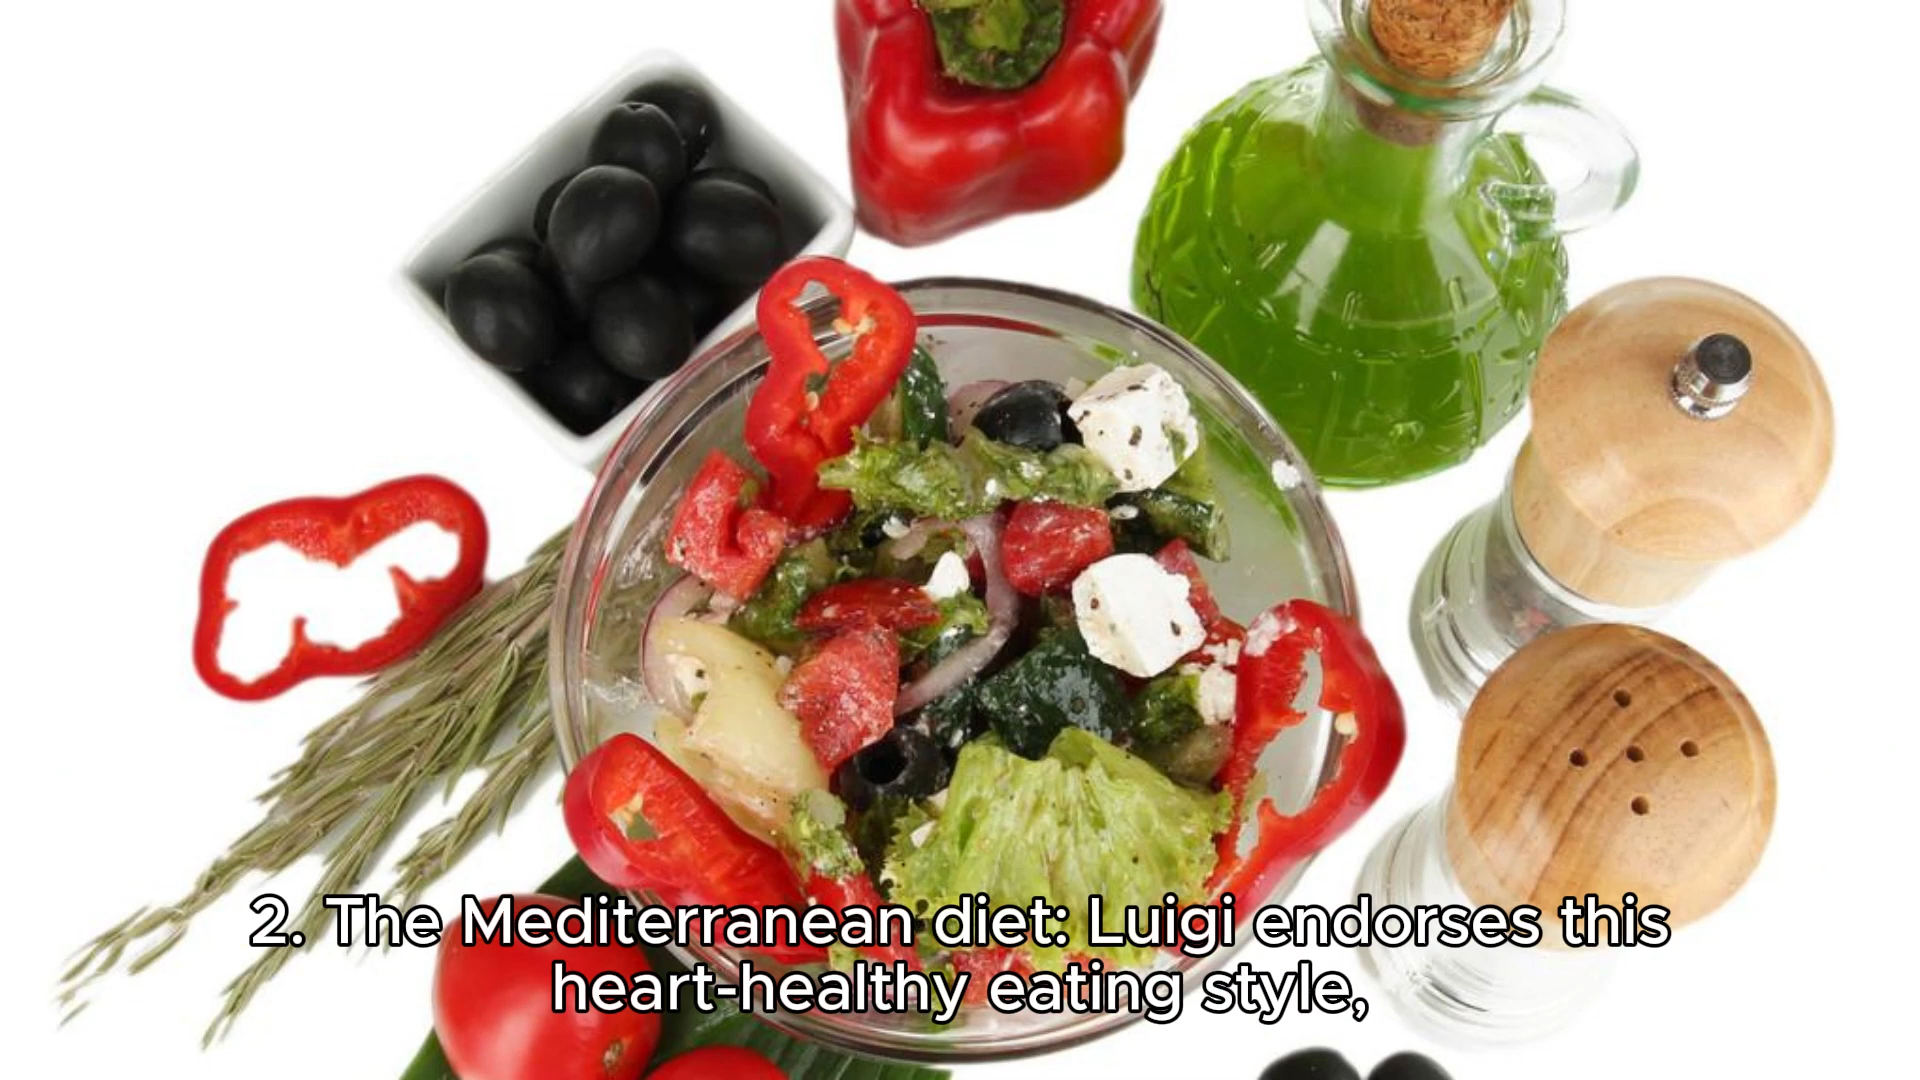 2. The Mediterranean diet: Luigi endorses this
heart-healthy eating style,